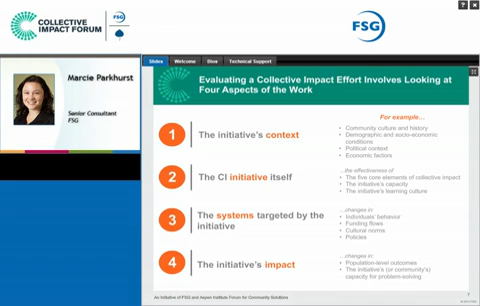 COLLECTIVE
IMPACT FORUM
FSG
FSG
Slides
Welcome
Bios
Technical Support
Marcie Parkhurst
Senior Consultant
FSG
Evaluating a Collective Impact Effort Involves Looking at
Four Aspects of the Work
For example…
1
The initiative's context
• Community culture and history
• Demographic and socio-economic
conditions
• Political context
• Economic factors
2
The CI initiative itself
…the effectiveness of
• The five core elements of collective impact
• The initiative's capacity
• The initiative's learning culture
3
The systems targeted by the
initiative
…changes in:
• Individuals' behavior
• Funding flows
• Cultural norms
• Policies
4
The initiative's impact
…changes in:
• Population-level outcomes
• The initiative's (or community's)
capacity for problem-solving
An Initiative of FSG and Aspen Institute Forum for Community Solutions
7